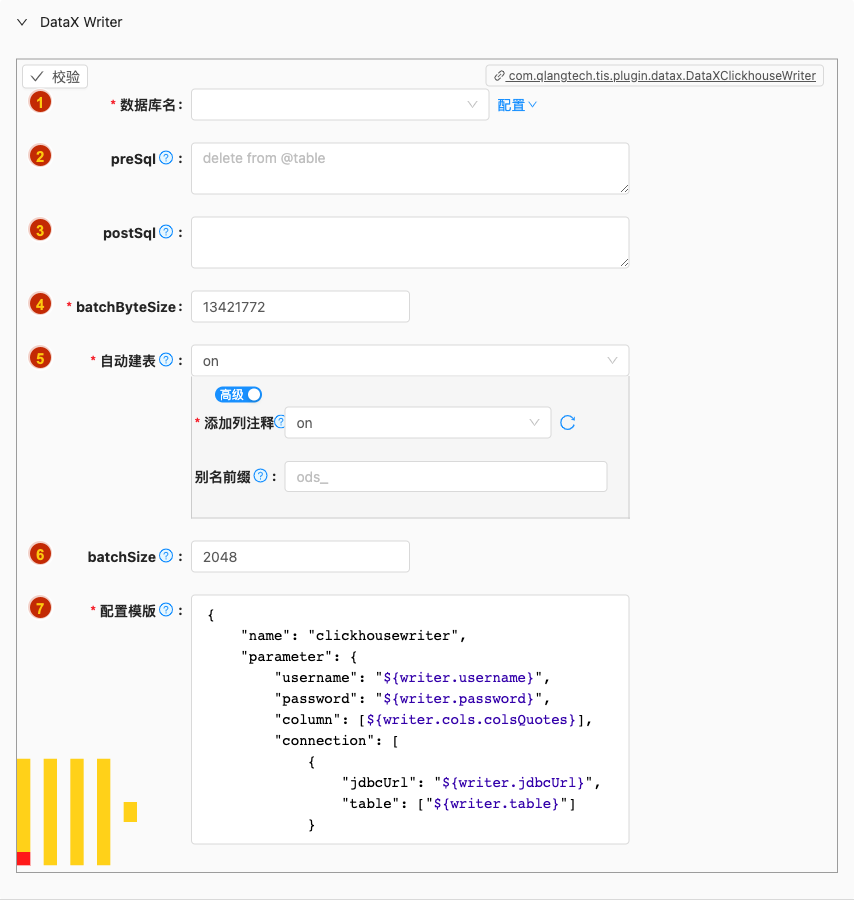 DataX Writer
校验
com.qlangtech.tis.plugin.datax.DataXClickhouseWriter
1 * 数据库名: 配置
2 preSql ? : delete from @table
3 postSql ? :
4 * batchByteSize: 13421772
5 * 自动建表 ? : on
高级
* 添加列注释 ? on
别名前缀 ? : ods_
6 batchSize ? : 2048
7 * 配置模版 ? : {
"name": "clickhousewriter",
"parameter": {
"username": "${writer.username}",
"password": "${writer.password}",
"column": [${writer.cols.colsQuotes}],
"connection": [
{
"jdbcUrl": "${writer.jdbcUrl}",
"table": ["${writer.table}"]
}